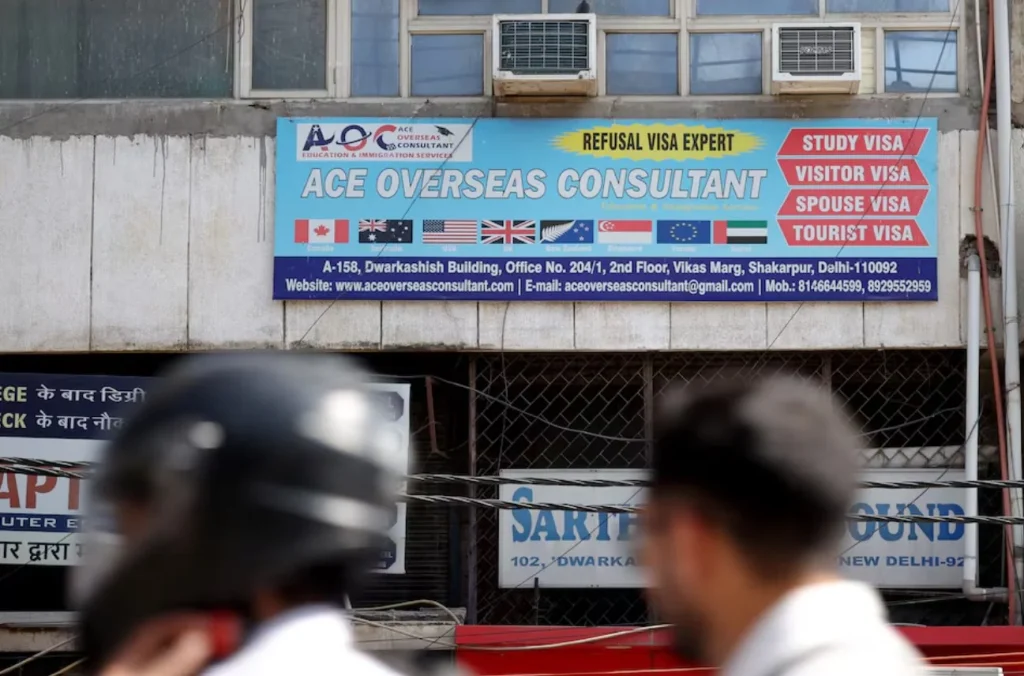 AOC ACE
OVERSEAS
CONSULTANT
EDUCATION & IMMIGRATION SERVICES
REFUSAL VISA EXPERT
ACE OVERSEAS CONSULTANT
STUDY VISA
VISITOR VISA
SPOUSE VISA
TOURIST VISA
A-158, Dwarkashish Building, Office No. 204/1, 2nd Floor, Vikas Marg, Shakarpur, Delhi-110092
Website: www.aceoverseasconsultant.com | E-mail: aceoverseasconsultant@gmail.com | Mob.: 8146644599, 8929552959
के बाद डिग्री
के बाद
द्वारा
102,
NEW DELHI-92